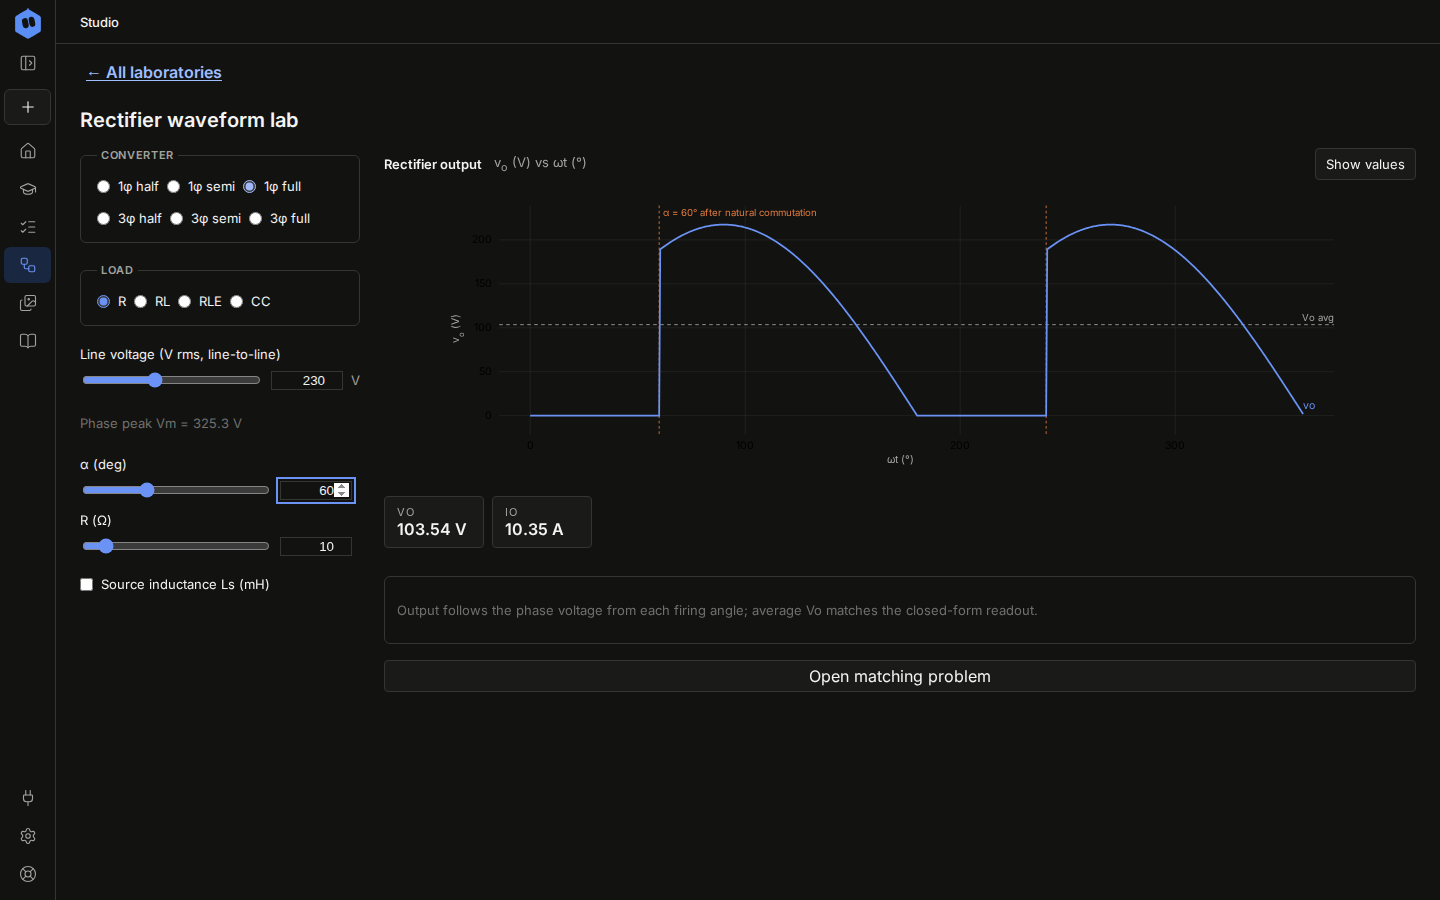 Studio
← All laboratories
Rectifier waveform lab
CONVERTER
1φ half 1φ semi 1φ full
3φ half 3φ semi 3φ full
LOAD
R RL RLE CC
Line voltage (V rms, line-to-line)
230 V
Phase peak Vm = 325.3 V
α (deg)
60
R (Ω)
10
Source inductance Ls (mH)
Rectifier output vo (V) vs ωt (°)
Show values
α = 60° after natural commutation
200
150
100
50
0
vo (V)
Vo avg
vo
0 100 200 300
ωt (°)
VO
103.54 V
IO
10.35 A
Output follows the phase voltage from each firing angle; average Vo matches the closed-form readout.
Open matching problem